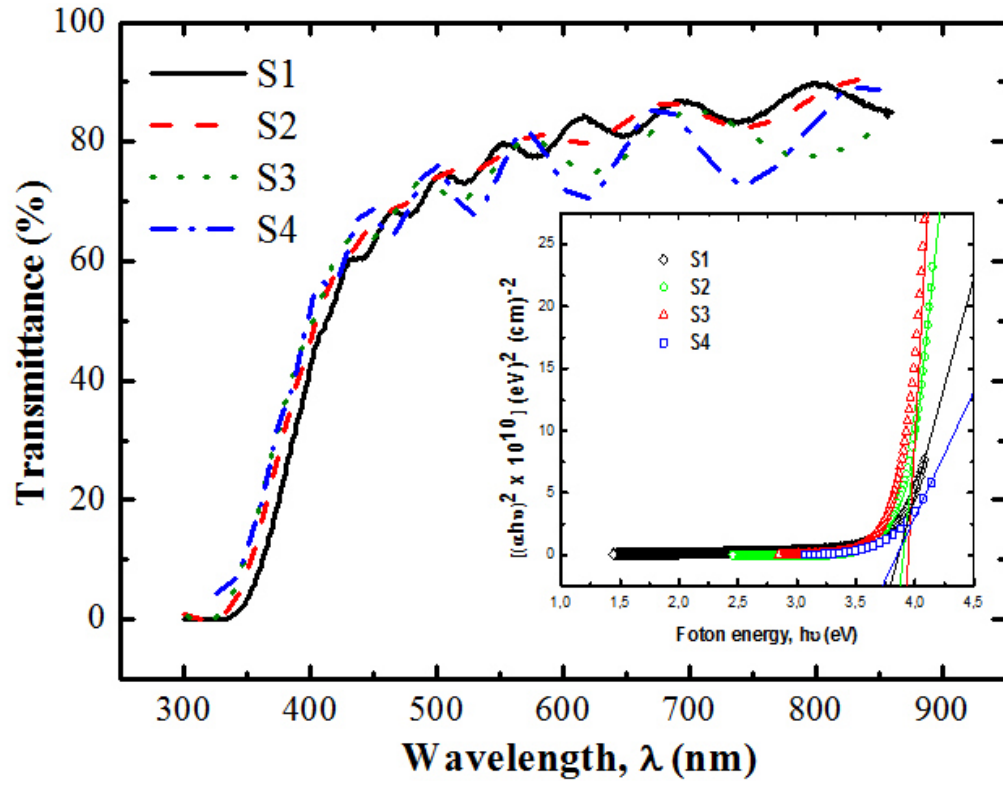 100
80
60
40
20
0
Transmittance (%)
S1
S2
S3
S4
300 400 500 600 700 800 900
Wavelength, λ (nm)
25
20
15
10
5
0
[(αhυ)² x 10¹⁰] (eV)² (cm)⁻²
S1
S2
S3
S4
1,0 1,5 2,0 2,5 3,0 3,5 4,0 4,5
Foton energy, hυ (eV)